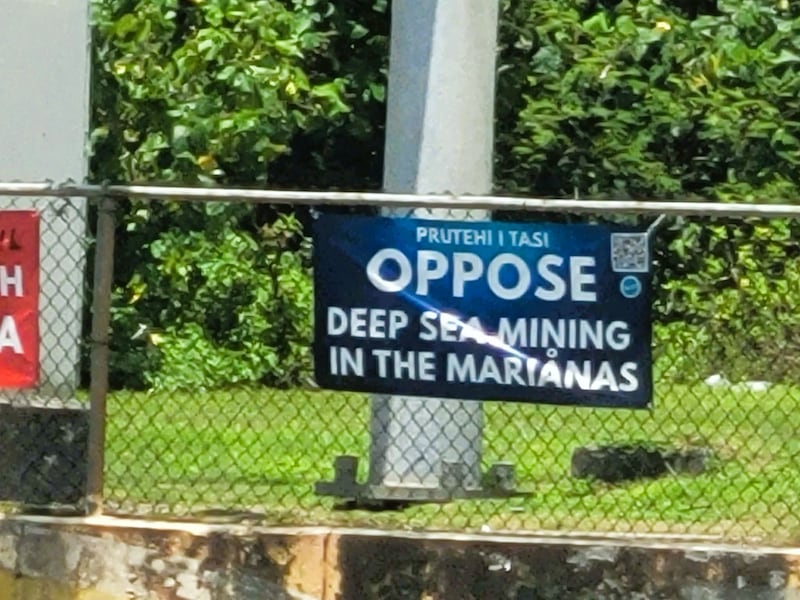 PRUTEHI I TASI
OPPOSE
DEEP SEA MINING
IN THE MARIÅNAS
H
A